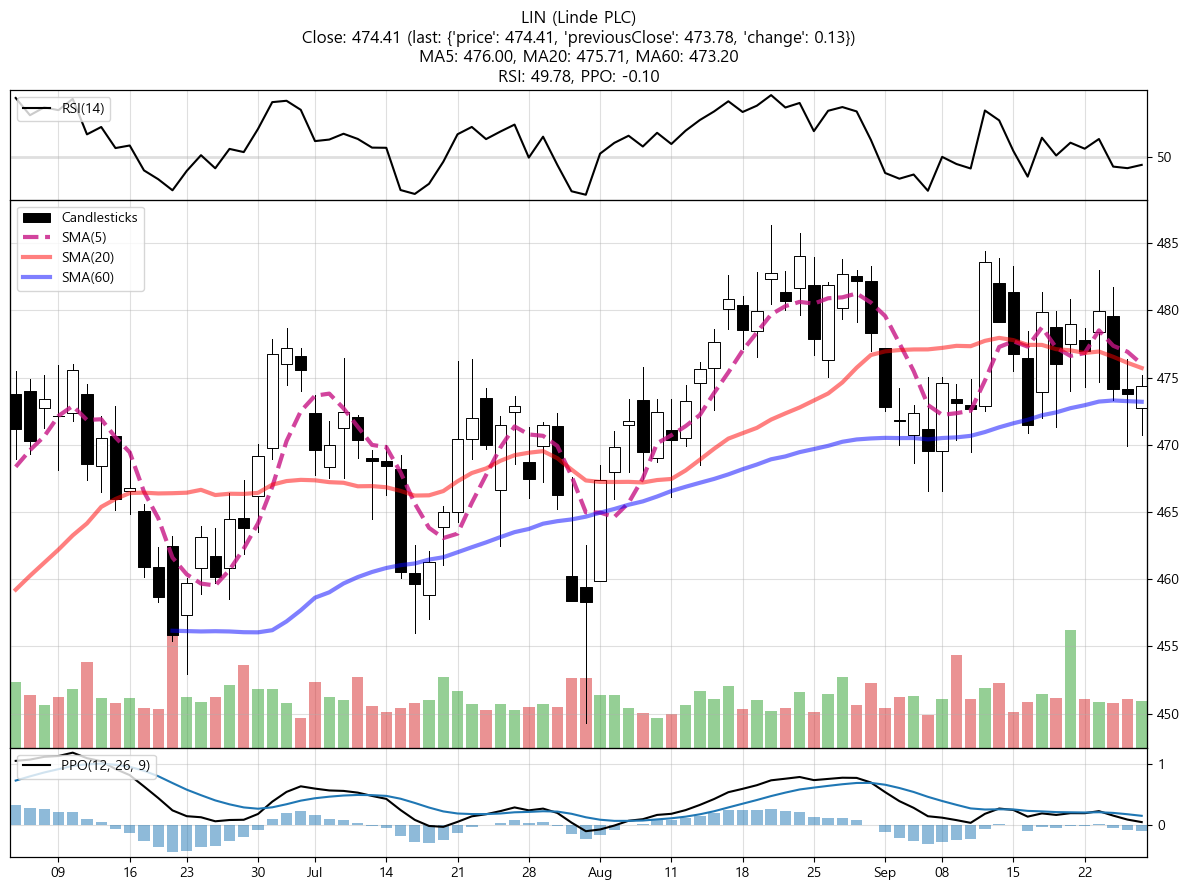 LIN (Linde PLC)
Close: 474.41 (last: {'price': 474.41, 'previousClose': 473.78, 'change': 0.13})
MA5: 476.00, MA20: 475.71, MA60: 473.20
RSI: 49.78, PPO: -0.10
RSI(14)
50
Candlesticks
SMA(5)
SMA(20)
SMA(60)
485
480
475
470
465
460
455
450
PPO(12, 26, 9)
1
0
09 16 23 30 Jul 14 21 28 Aug 11 18 25 Sep 08 15 22